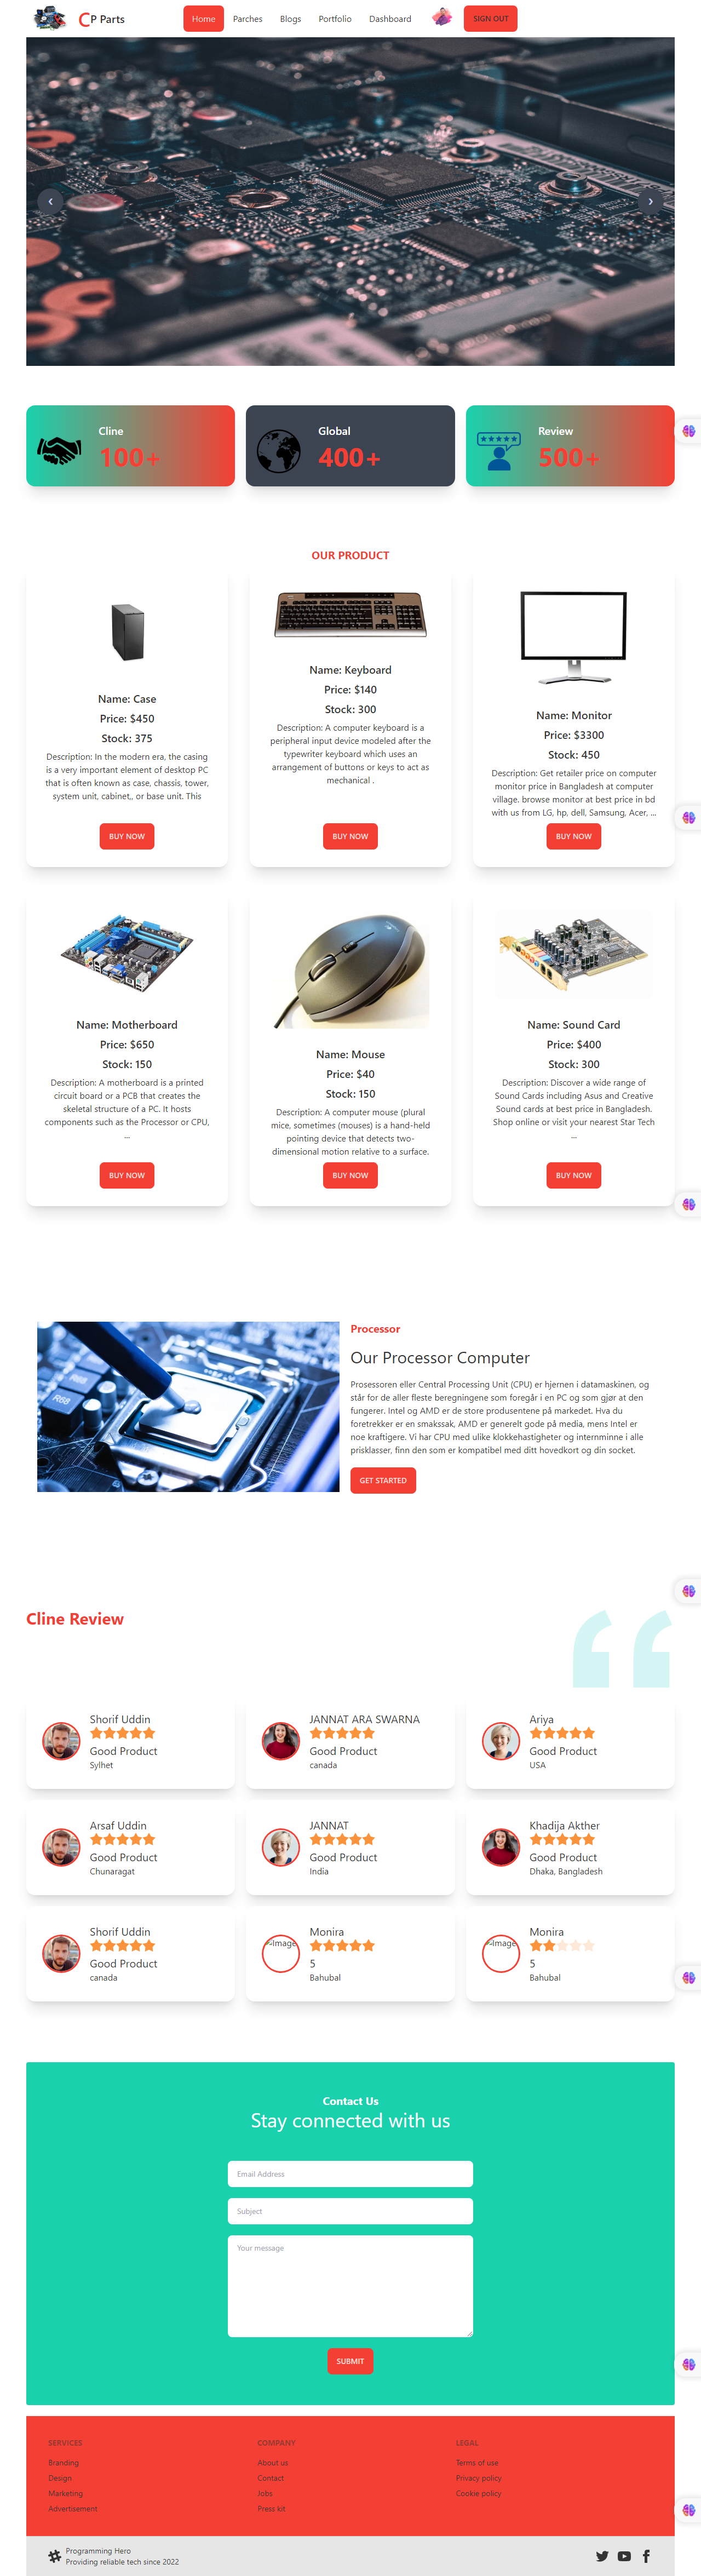 CP Parts
Home
Parches
Blogs
Portfolio
Dashboard
SIGN OUT
Cline
100+
Global
400+
Review
500+
OUR PRODUCT
Name: Case
Price: $450
Stock: 375
Description: In the modern era, the casing
is a very important element of desktop PC
that is often known as case, chassis, tower,
system unit, cabinet,, or base unit. This
BUY NOW
Name: Keyboard
Price: $140
Stock: 300
Description: A computer keyboard is a
peripheral input device modeled after the
typewriter keyboard which uses an
arrangement of buttons or keys to act as
mechanical .
BUY NOW
Name: Monitor
Price: $3300
Stock: 450
Description: Get retailer price on computer
monitor price in Bangladesh at computer
village. browse monitor at best price in bd
with us from LG, hp, dell, Samsung, Acer, ...
BUY NOW
Name: Motherboard
Price: $650
Stock: 150
Description: A motherboard is a printed
circuit board or a PCB that creates the
skeletal structure of a PC. It hosts
components such as the Processor or CPU,
...
BUY NOW
Name: Mouse
Price: $40
Stock: 150
Description: A computer mouse (plural
mice, sometimes (mouses) is a hand-held
pointing device that detects two-
dimensional motion relative to a surface.
BUY NOW
Name: Sound Card
Price: $400
Stock: 300
Description: Discover a wide range of
Sound Cards including Asus and Creative
Sound cards at best price in Bangladesh.
Shop online or visit your nearest Star Tech
...
BUY NOW
Processor
Our Processor Computer
Prosessoren eller Central Processing Unit (CPU) er hjernen i datamaskinen, og
står for de aller fleste beregningene som foregår i en PC og som gjør at den
fungerer. Intel og AMD er de store produsentene på markedet. Hva du
foretrekker er en smakssak, AMD er generelt gode på media, mens Intel er
noe kraftigere. Vi har CPU med ulike klokkehastigheter og internminne i alle
prisklasser, finn den som er kompatibel med ditt hovedkort og din socket.
GET STARTED
Cline Review
“
Shorif Uddin
Good Product
Sylhet
JANNAT ARA SWARNA
Good Product
canada
Ariya
Good Product
USA
Arsaf Uddin
Good Product
Chunaragat
JANNAT
Good Product
India
Khadija Akther
Good Product
Dhaka, Bangladesh
Shorif Uddin
Good Product
canada
Image
Monira
5
Bahubal
Image
Monira
5
Bahubal
Contact Us
Stay connected with us
Email Address
Subject
Your message
SUBMIT
SERVICES
Branding
Design
Marketing
Advertisement
COMPANY
About us
Contact
Jobs
Press kit
LEGAL
Terms of use
Privacy policy
Cookie policy
Programming Hero
Providing reliable tech since 2022